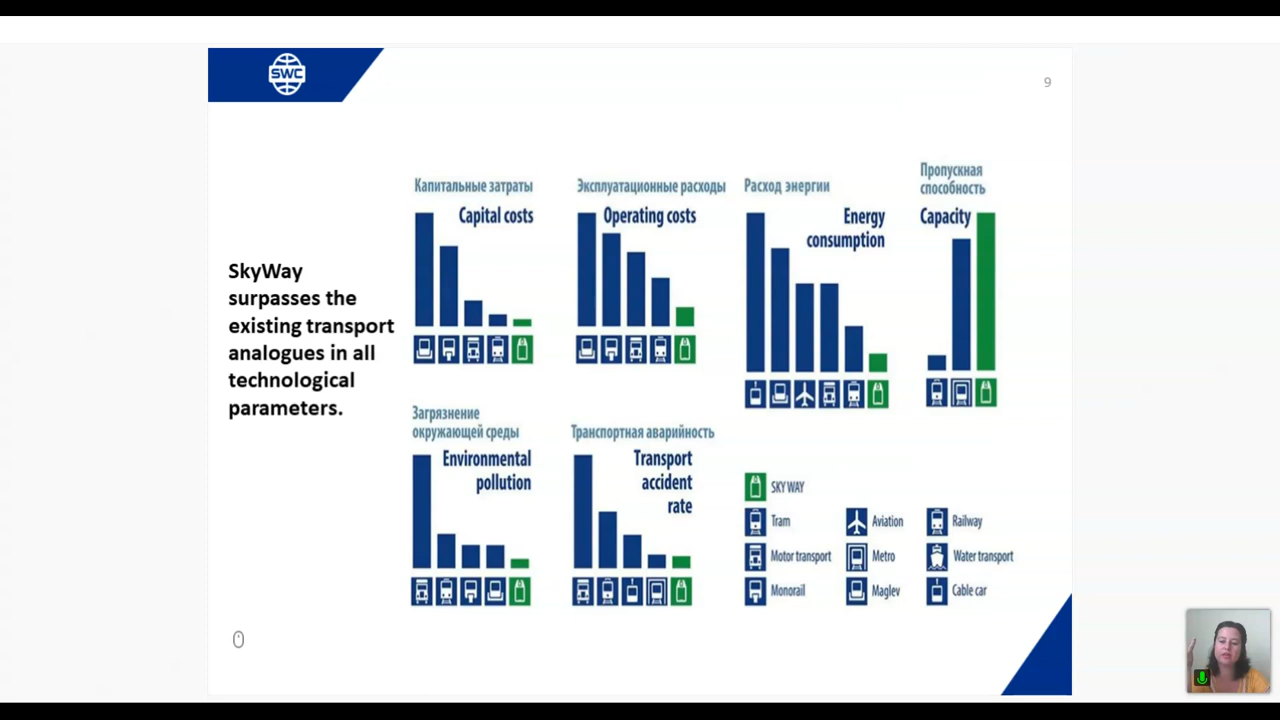 SWC
9
SkyWay
surpasses the
existing transport
analogues in all
technological
parameters.
Капитальные затраты
Capital costs
Эксплуатационные расходы
Operating costs
Расход энергии
Energy
consumption
Пропускная
способность
Capacity
Загрязнение
окружающей среды
Environmental
pollution
Транспортная аварийность
Transport
accident
rate
SKY WAY
Tram
Aviation
Railway
Motor transport
Metro
Water transport
Monorail
Maglev
Cable car